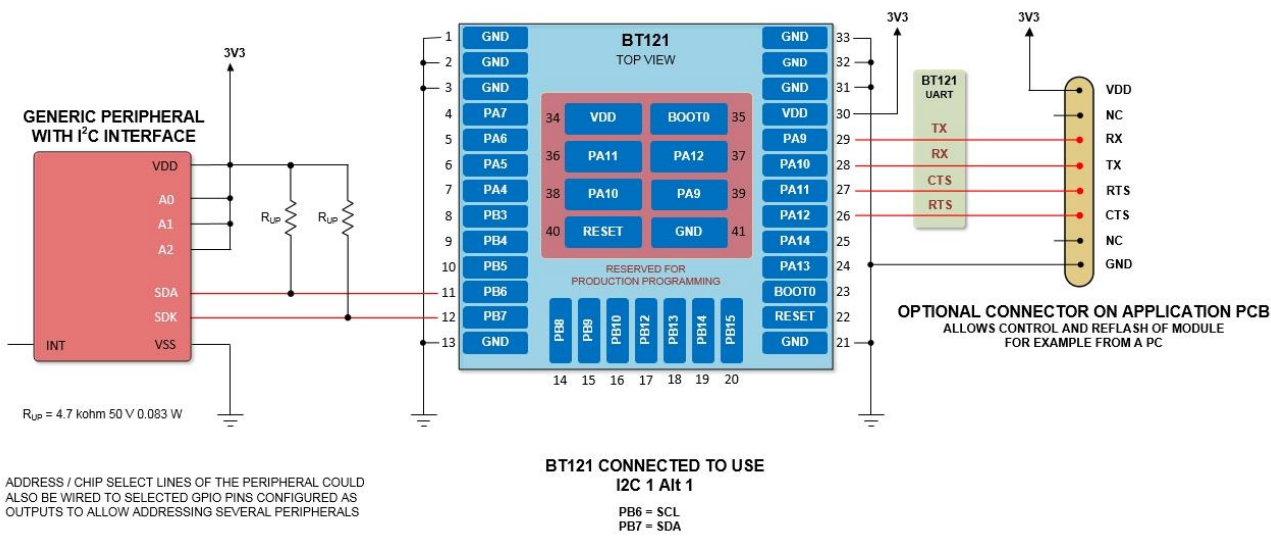 3V3
GENERIC PERIPHERAL
WITH I²C INTERFACE
VDD
A0
A1
A2
SDA
SDK
INT
VSS
R_UP
R_UP
R_UP = 4.7 kohm 50 V 0.083 W
ADDRESS / CHIP SELECT LINES OF THE PERIPHERAL COULD
ALSO BE WIRED TO SELECTED GPIO PINS CONFIGURED AS
OUTPUTS TO ALLOW ADDRESSING SEVERAL PERIPHERALS
BT121
TOP VIEW
1 GND
2 GND
3 GND
4 PA7
5 PA6
6 PA5
7 PA4
8 PB3
9 PB4
10 PB5
11 PB6
12 PB7
13 GND
34 VDD BOOT0 35
36 PA11 PA12 37
38 PA10 PA9 39
40 RESET GND 41
RESERVED FOR
PRODUCTION PROGRAMMING
PB8 PB9 PB10 PB12 PB13 PB14 PB15
14 15 16 17 18 19 20
GND 33
GND 32
GND 31
VDD 30
PA9 29
PA10 28
PA11 27
PA12 26
PA14 25
PA13 24
BOOT0 23
RESET 22
GND 21
3V3
BT121
UART
TX
RX
CTS
RTS
3V3
VDD
NC
RX
TX
RTS
CTS
NC
GND
OPTIONAL CONNECTOR ON APPLICATION PCB
ALLOWS CONTROL AND REFLASH OF MODULE
FOR EXAMPLE FROM A PC
BT121 CONNECTED TO USE
I2C 1 Alt 1
PB6 = SCL
PB7 = SDA